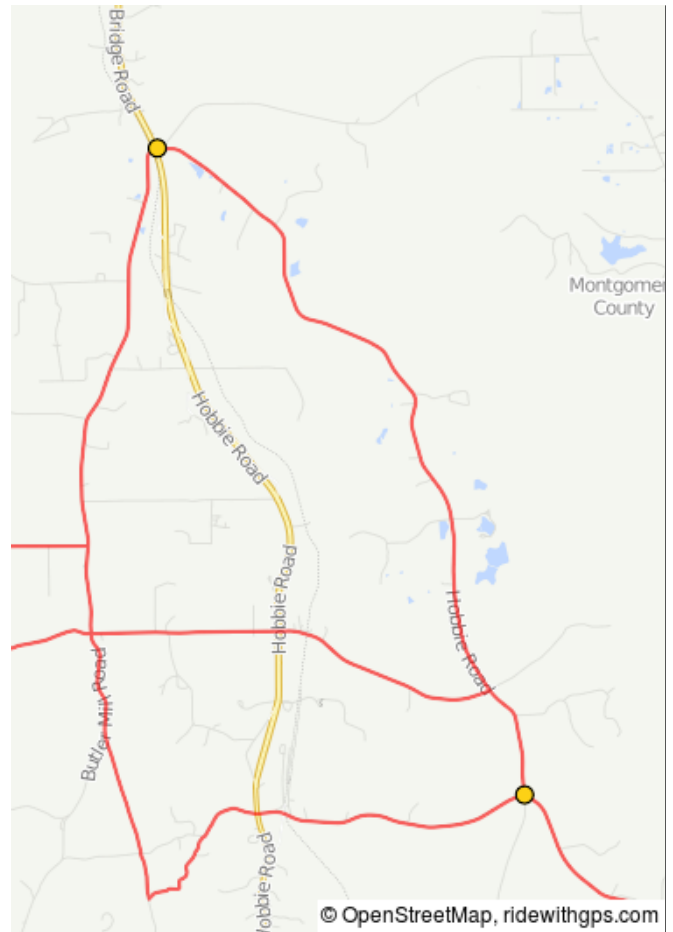 Bridge Road
Montgomer
County
Hobbie Road
Hobbie Road
Hobbie Road
Butler Mill Road
Hobbie Road
© OpenStreetMap, ridewithgps.com